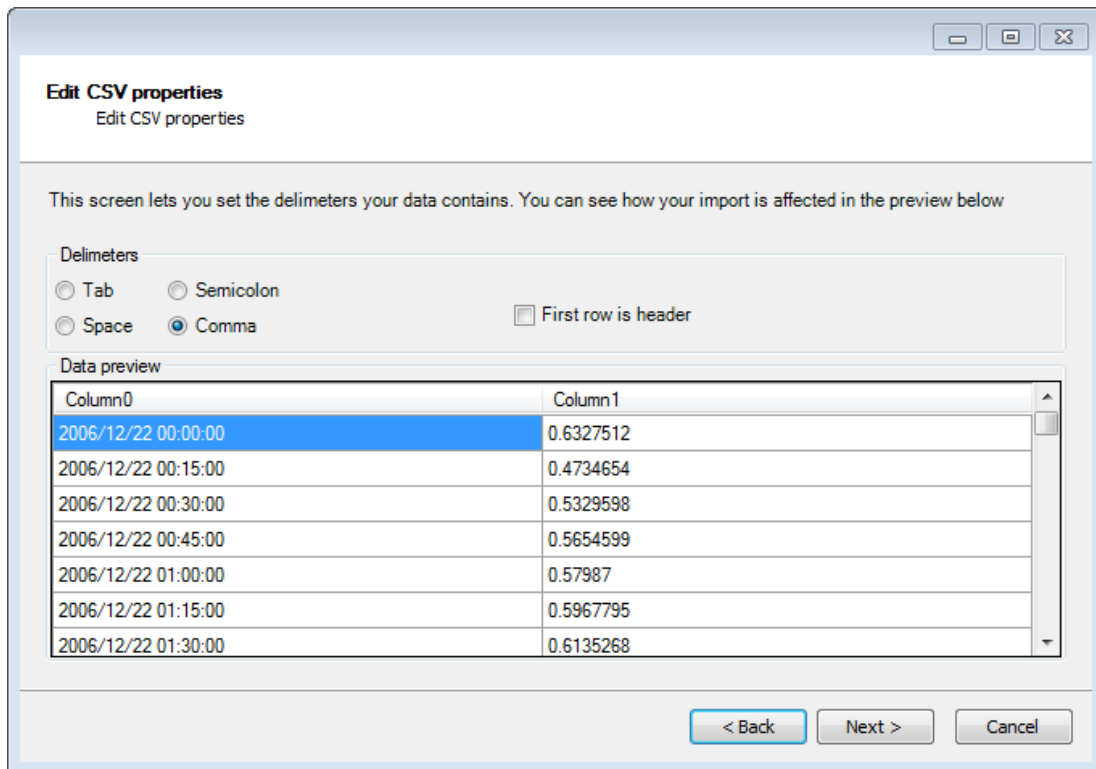 Edit CSV properties
Edit CSV properties
This screen lets you set the delimeters your data contains. You can see how your import is affected in the preview below
Delimeters
Tab Semicolon
Space Comma First row is header
Data preview
Column0 Column1
2006/12/22 00:00:00 0.6327512
2006/12/22 00:15:00 0.4734654
2006/12/22 00:30:00 0.5329598
2006/12/22 00:45:00 0.5654599
2006/12/22 01:00:00 0.57987
2006/12/22 01:15:00 0.5967795
2006/12/22 01:30:00 0.6135268
< Back Next > Cancel